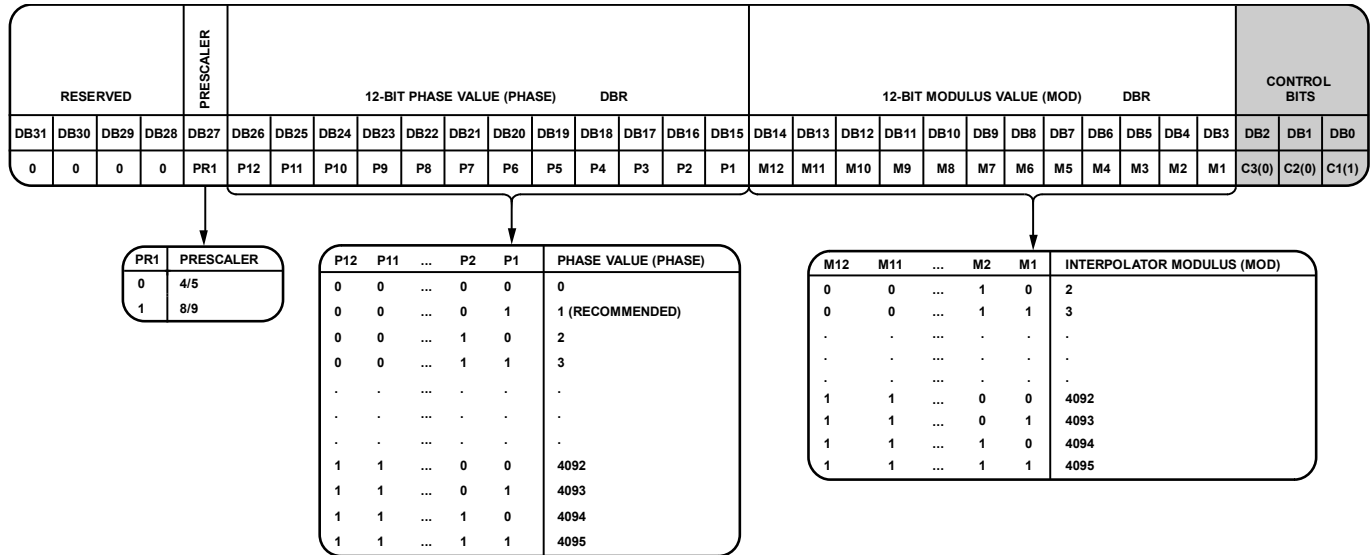 RESERVED PRESCALER 12-BIT PHASE VALUE (PHASE) DBR 12-BIT MODULUS VALUE (MOD) DBR CONTROL BITS
DB31 DB30 DB29 DB28 DB27 DB26 DB25 DB24 DB23 DB22 DB21 DB20 DB19 DB18 DB17 DB16 DB15 DB14 DB13 DB12 DB11 DB10 DB9 DB8 DB7 DB6 DB5 DB4 DB3 DB2 DB1 DB0
0 0 0 0 PR1 P12 P11 P10 P9 P8 P7 P6 P5 P4 P3 P2 P1 M12 M11 M10 M9 M8 M7 M6 M5 M4 M3 M2 M1 C3(0) C2(0) C1(1)
PR1 PRESCALER
0 4/5
1 8/9
P12 P11 ... P2 P1 PHASE VALUE (PHASE)
0 0 ... 0 0 0
0 0 ... 0 1 1 (RECOMMENDED)
0 0 ... 1 0 2
0 0 ... 1 1 3
. . ... . . .
. . ... . . .
. . ... . . .
1 1 ... 0 0 4092
1 1 ... 0 1 4093
1 1 ... 1 0 4094
1 1 ... 1 1 4095
M12 M11 ... M2 M1 INTERPOLATOR MODULUS (MOD)
0 0 ... 1 0 2
0 0 ... 1 1 3
. . ... . . .
. . ... . . .
. . ... . . .
1 1 ... 0 0 4092
1 1 ... 0 1 4093
1 1 ... 1 0 4094
1 1 ... 1 1 4095